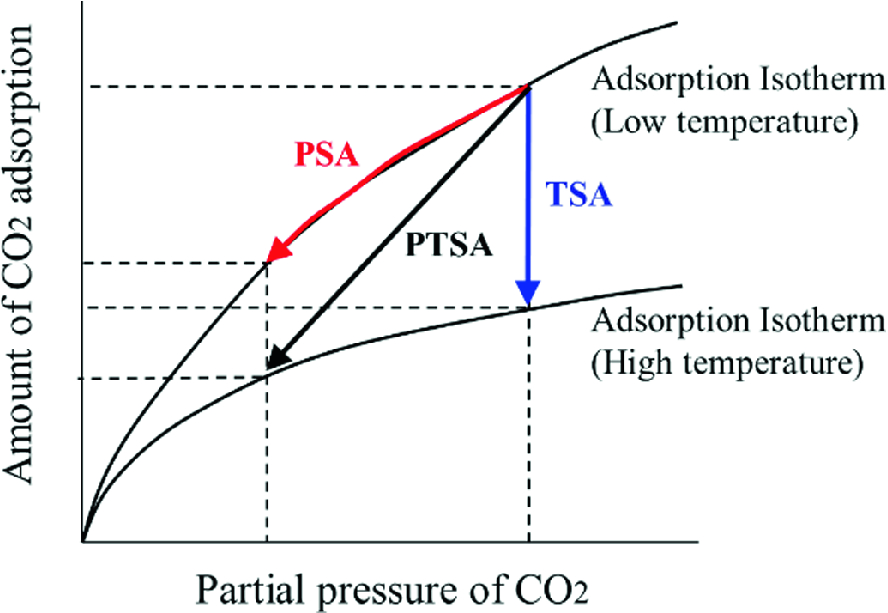 Amount of CO2 adsorption
Adsorption Isotherm
(Low temperature)
PSA
TSA
PTSA
Adsorption Isotherm
(High temperature)
Partial pressure of CO2